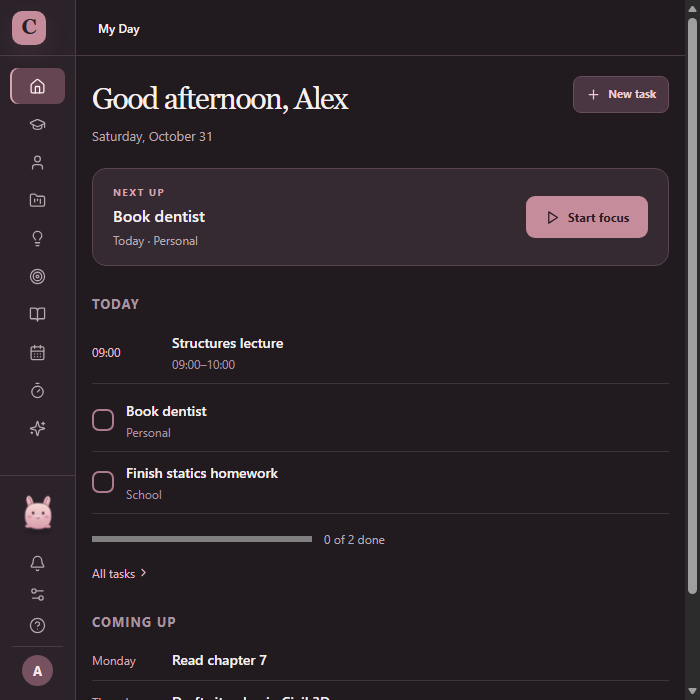 C
My Day
Good afternoon, Alex
New task
Saturday, October 31
NEXT UP
Book dentist
Today · Personal
Start focus
TODAY
09:00
Structures lecture
09:00–10:00
Book dentist
Personal
Finish statics homework
School
0 of 2 done
All tasks
COMING UP
Monday
Read chapter 7
A